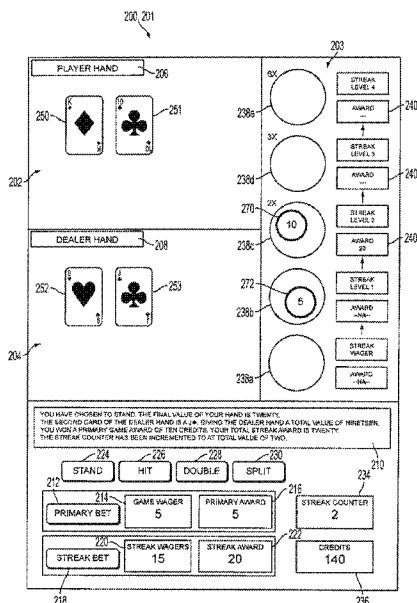 200, 201
203
PLAYER HAND
206
6X
STREAK
LEVEL 4
240
AWARD
---
250
251
K
10
238e
3X
STREAK
LEVEL 3
240
AWARD
---
202
238d
270
2X
10
STREAK
LEVEL 2
240
AWARD
20
DEALER HAND
208
238c
272
5
STREAK
LEVEL 1
AWARD
--NA--
252
253
J
238b
STREAK
WAGER
AWARD
--NA--
204
238a
YOU HAVE CHOSEN TO STAND. THE FINAL VALUE OF YOUR HAND IS TWENTY.
THE SECOND CARD OF THE DEALER HAND IS A J♣, GIVING THE DEALER HAND A TOTAL VALUE OF NINETEEN.
YOU WON A PRIMARY GAME AWARD OF TEN CREDITS. YOUR TOTAL STREAK AWARD IS TWENTY.
THE STREAK COUNTER HAS BEEN INCREMENTED TO AT TOTAL VALUE OF TWO.
210
224
226
228
230
234
STAND
HIT
DOUBLE
SPLIT
212
214
216
PRIMARY BET
GAME WAGER
5
PRIMARY AWARD
5
STREAK COUNTER
2
220
222
STREAK BET
STREAK WAGERS
15
STREAK AWARD
20
CREDITS
140
218
236